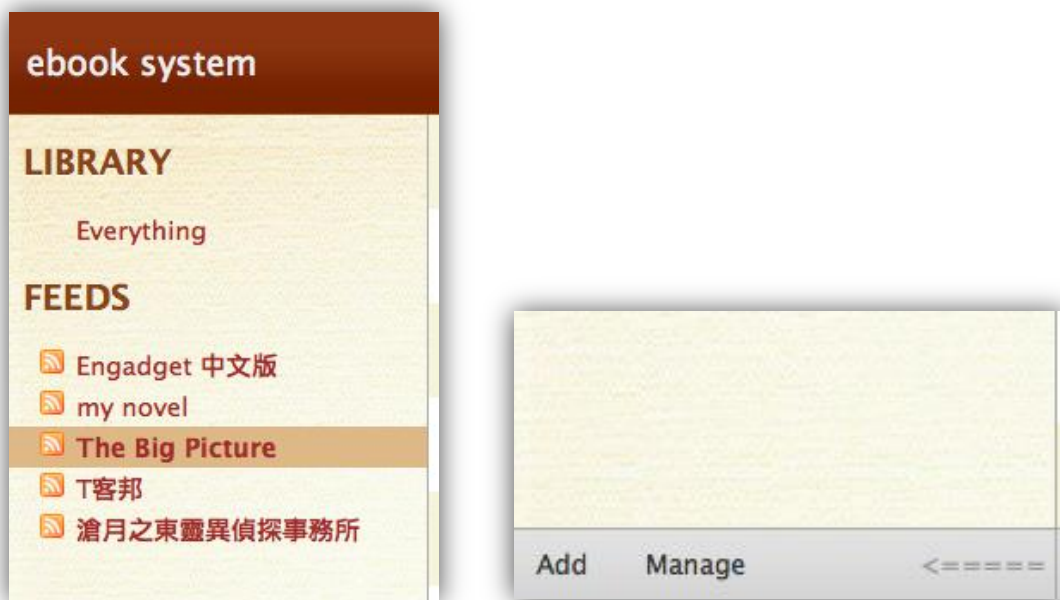 ebook system
LIBRARY
Everything
FEEDS
Engadget 中文版
my novel
The Big Picture
T客邦
滄月之東靈異偵探事務所
Add Manage <=====